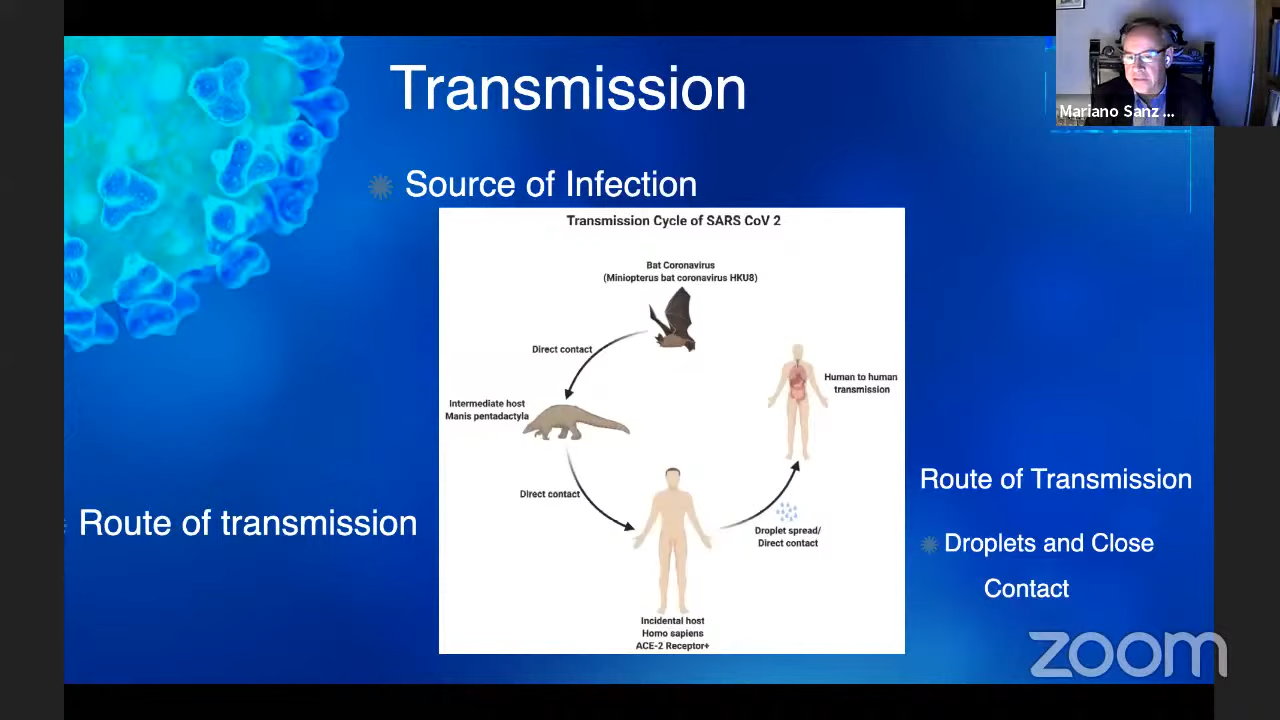 Transmission
Mariano Sanz ...
Source of Infection
Transmission Cycle of SARS CoV 2
Bat Coronavirus
(Miniopterus bat coronavirus HKU8)
Direct contact
Intermediate host
Manis pentadactyla
Human to human
transmission
Direct contact
Droplet spread/
Direct contact
Incidental host
Homo sapiens
ACE-2 Receptor+
Route of transmission
Route of Transmission
Droplets and Close
Contact
zoom